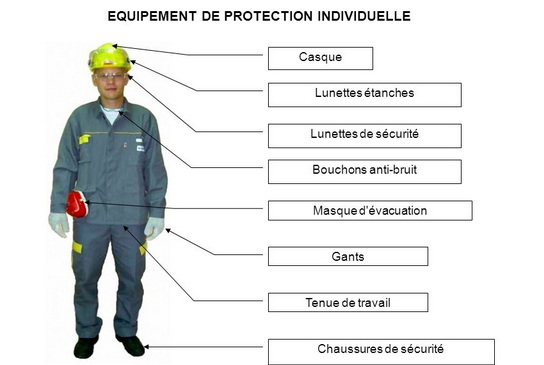 EQUIPEMENT DE PROTECTION INDIVIDUELLE
Casque
Lunettes étanches
Lunettes de sécurité
Bouchons anti-bruit
Masque d'évacuation
Gants
Tenue de travail
Chaussures de sécurité